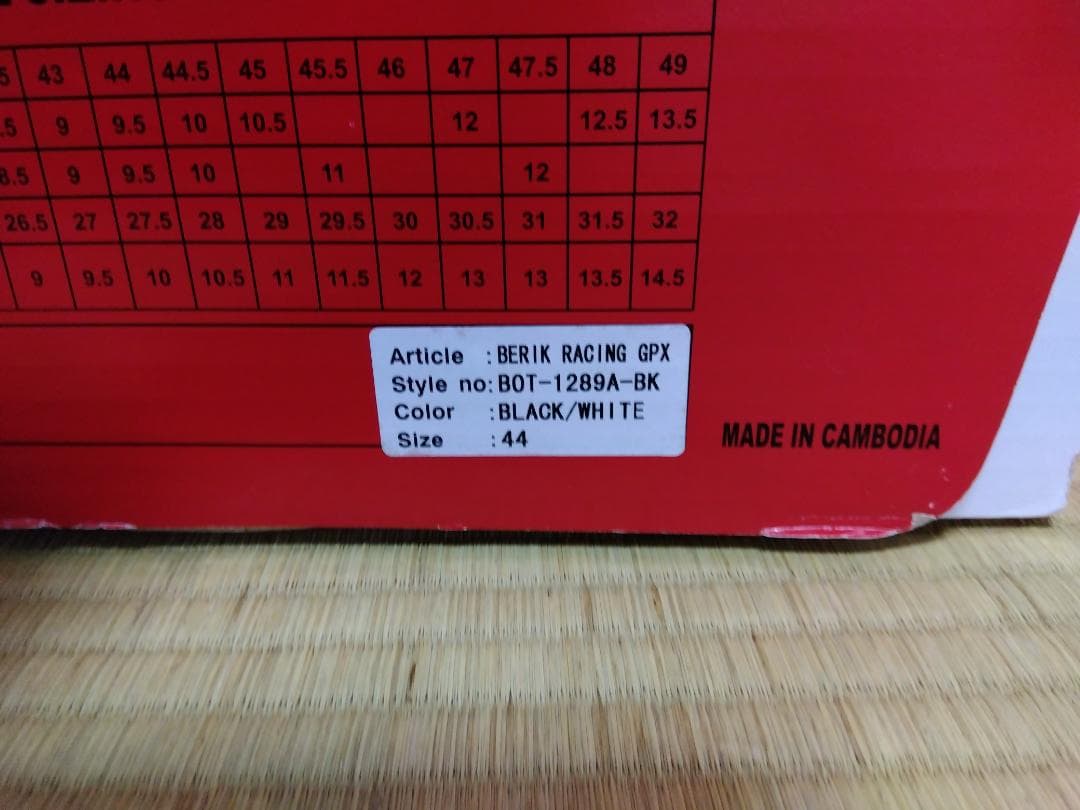 43 44 44.5 45 45.5 46 47 47.5 48 49
9 9.5 10 10.5 12 12.5 13.5
8.5 9 9.5 10 11 12
26.5 27 27.5 28 29 29.5 30 30.5 31 31.5 32
9 9.5 10 10.5 11 11.5 12 13 13 13.5 14.5
Article :BERIK RACING GPX
Style no:BOT-1289A-BK
Color :BLACK/WHITE
Size :44
MADE IN CAMBODIA